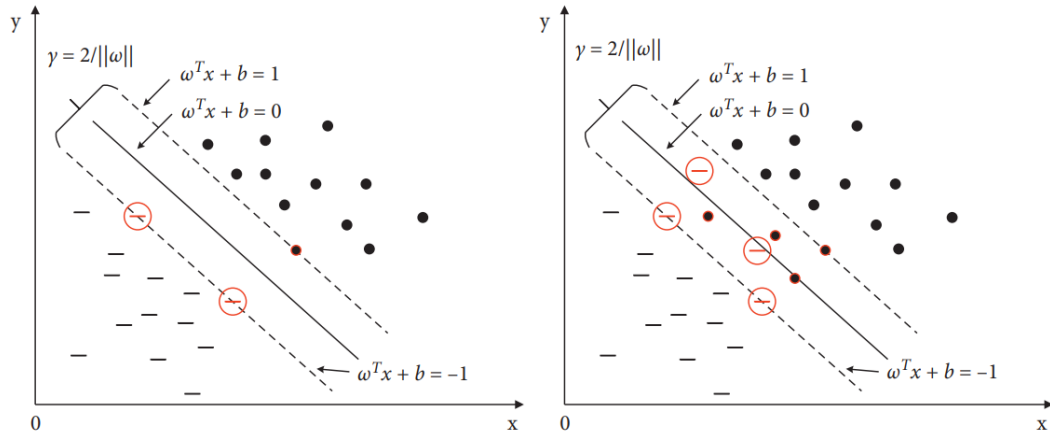 y
γ = 2/||ω||
ω^T x + b = 1
ω^T x + b = 0
ω^T x + b = –1
0
x
y
γ = 2/||ω||
ω^T x + b = 1
ω^T x + b = 0
ω^T x + b = –1
0
x